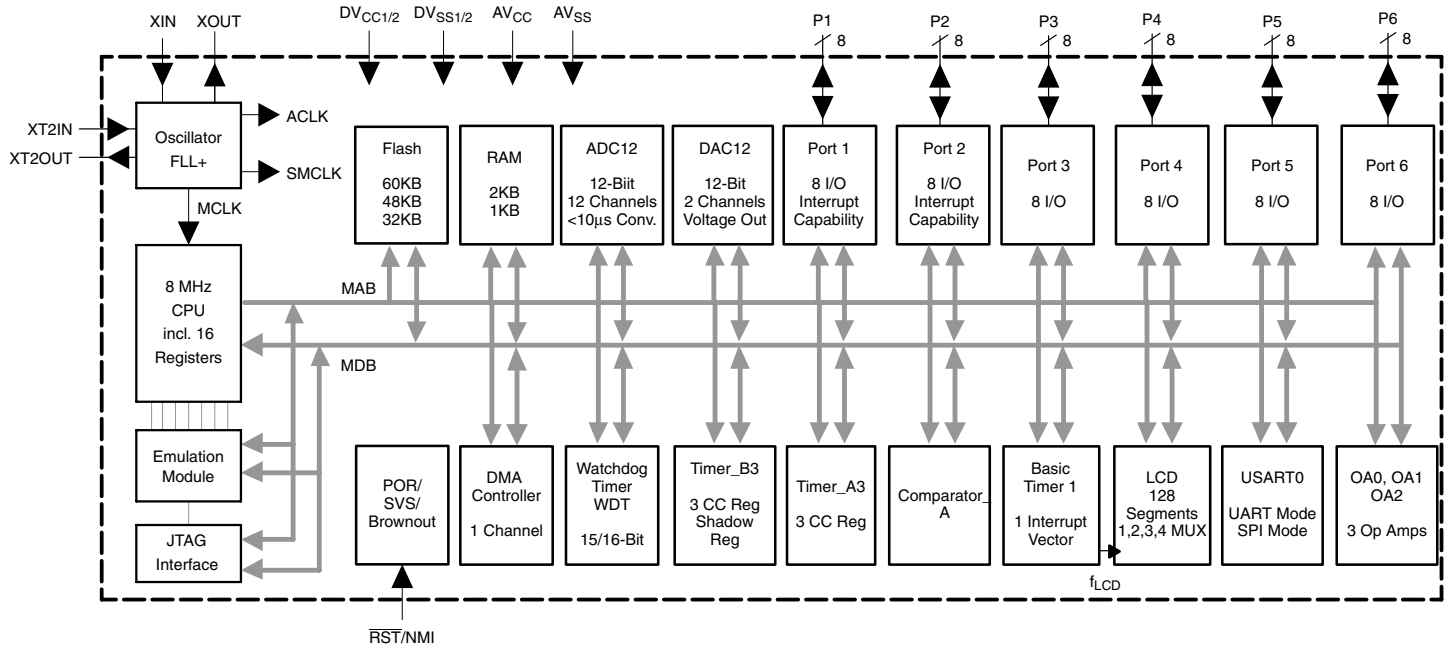 XIN
XOUT
DVCC1/2
DVSS1/2
AVCC
AVSS
P1
8
P2
8
P3
8
P4
8
P5
8
P6
8
XT2IN
XT2OUT
Oscillator
FLL+
ACLK
SMCLK
MCLK
Flash
60KB
48KB
32KB
RAM
2KB
1KB
ADC12
12-Biit
12 Channels
<10μs Conv.
DAC12
12-Bit
2 Channels
Voltage Out
Port 1
8 I/O
Interrupt
Capability
Port 2
8 I/O
Interrupt
Capability
Port 3
8 I/O
Port 4
8 I/O
Port 5
8 I/O
Port 6
8 I/O
8 MHz
CPU
incl. 16
Registers
MAB
MDB
Emulation
Module
JTAG
Interface
POR/
SVS/
Brownout
DMA
Controller
1 Channel
Watchdog
Timer
WDT
15/16-Bit
Timer_B3
3 CC Reg
Shadow
Reg
Timer_A3
3 CC Reg
Comparator_
A
Basic
Timer 1
1 Interrupt
Vector
fLCD
LCD
128
Segments
1,2,3,4 MUX
USART0
UART Mode
SPI Mode
OA0, OA1
OA2
3 Op Amps
RST/NMI